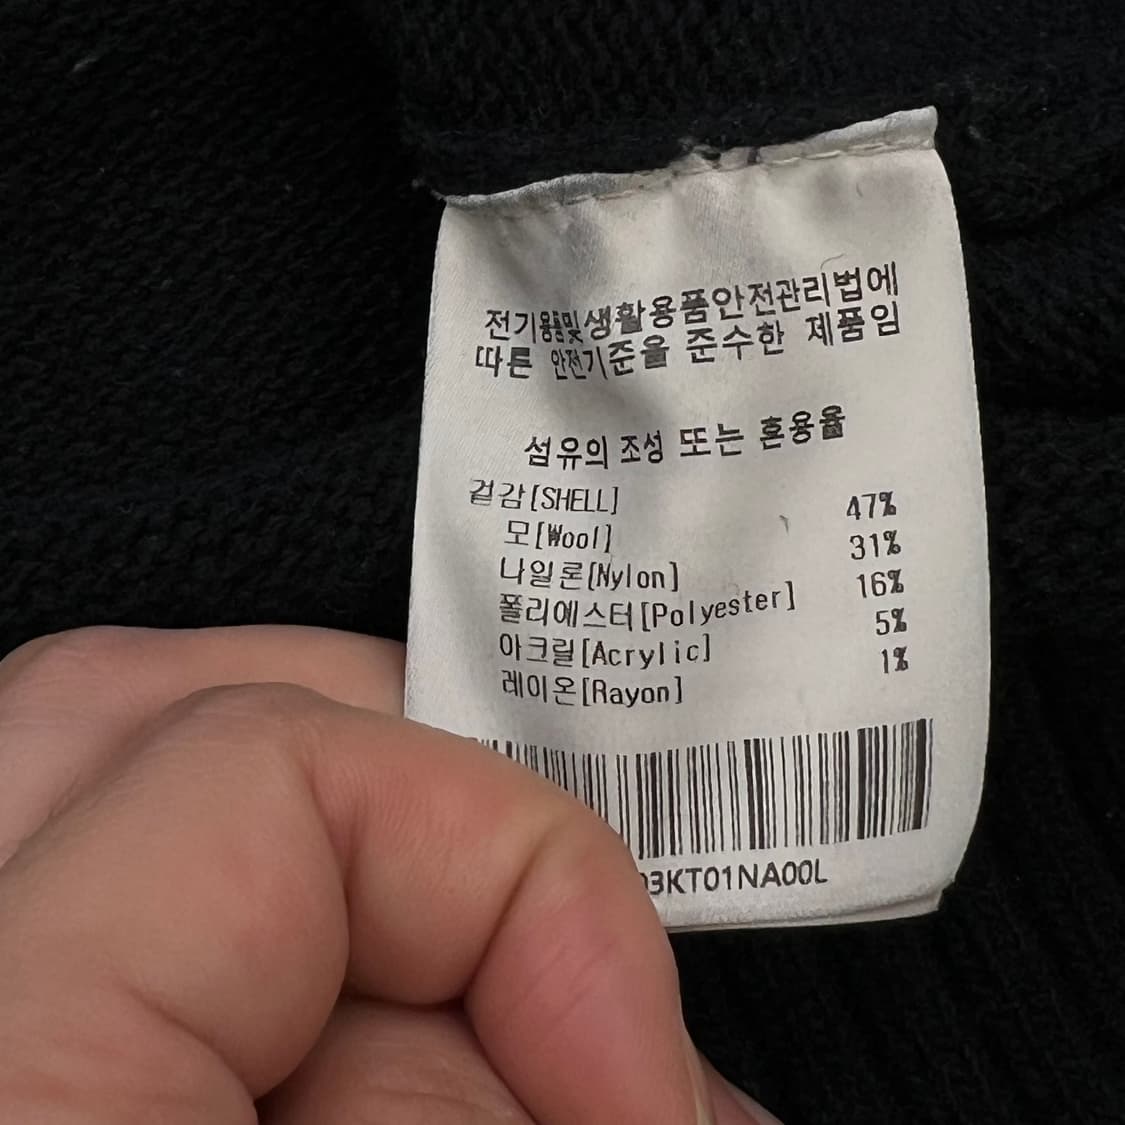 전기용품및생활용품안전관리법에
따른 안전기준을 준수한 제품임
섬유의 조성 또는 혼용율
겉감[SHELL]
모[Wool] 47%
나일론[Nylon] 31%
폴리에스터[Polyester] 16%
아크릴[Acrylic] 5%
레이온[Rayon] 1%
3KT01NA00L